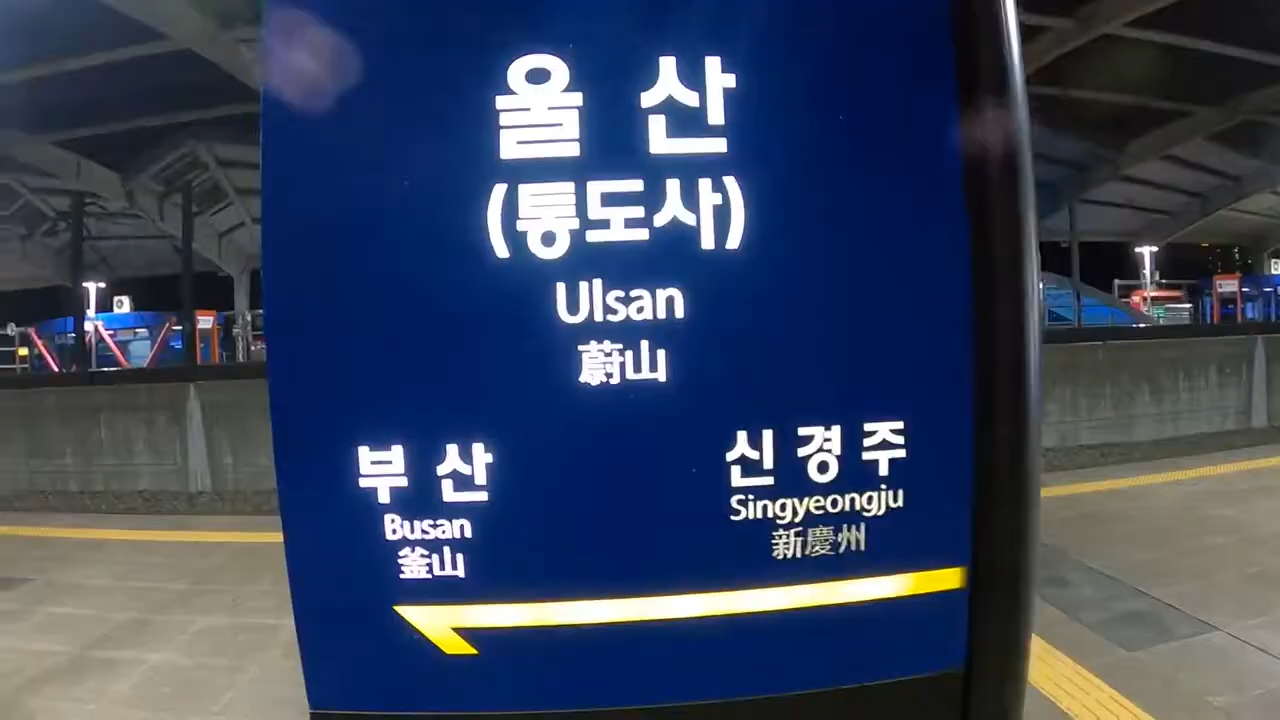 울산
(통도사)
Ulsan
蔚山
부산
Busan
釜山
신경주
Singyeongju
新慶州